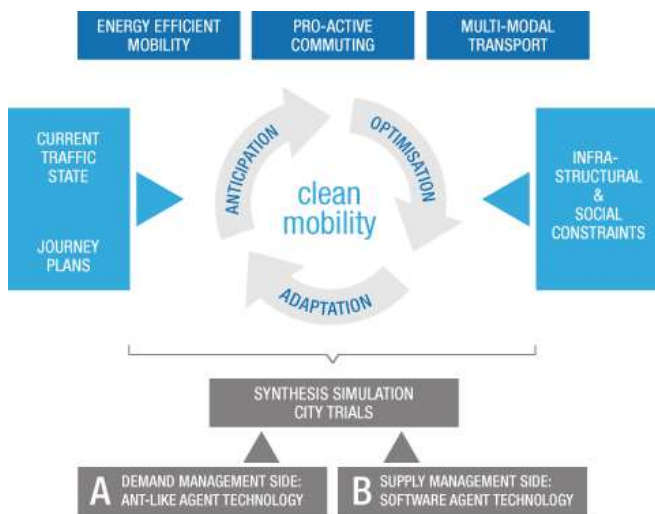 ENERGY EFFICIENT
MOBILITY
PRO-ACTIVE
COMMUTING
MULTI-MODAL
TRANSPORT
CURRENT
TRAFFIC
STATE
JOURNEY
PLANS
ANTICIPATION
OPTIMISATION
ADAPTATION
clean
mobility
INFRA-
STRUCTURAL
&
SOCIAL
CONSTRAINTS
SYNTHESIS SIMULATION
CITY TRIALS
A
DEMAND MANAGEMENT SIDE:
ANT-LIKE AGENT TECHNOLOGY
B
SUPPLY MANAGEMENT SIDE:
SOFTWARE AGENT TECHNOLOGY